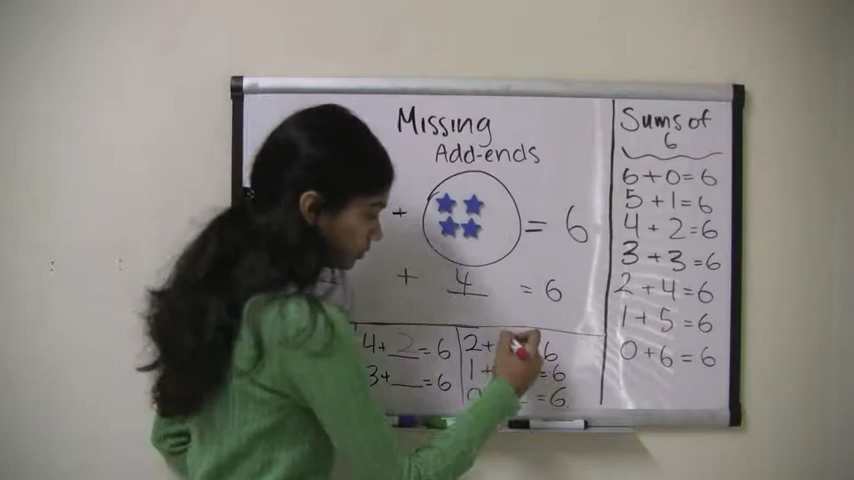 Missing
Add-ends
+ = 6
+ 4 = 6
4+2=6
3+__=6
2+ 6
1+ =6
0 =6
Sums of
6
6+0=6
5+1=6
4+2=6
3+3=6
2+4=6
1+5=6
0+6=6